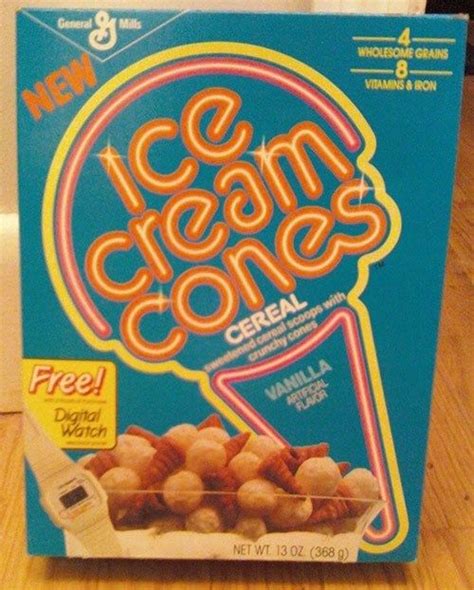 General G Mills
NEW
4
WHOLESOME GRAINS
8
VITAMINS & IRON
ice
cream
cones
TM
CEREAL
sweetened cereal scoops with
crunchy cones
VANILLA
ARTIFICIAL
FLAVOR
Free!
Digital
Watch
NET WT. 13 OZ. (368 g)